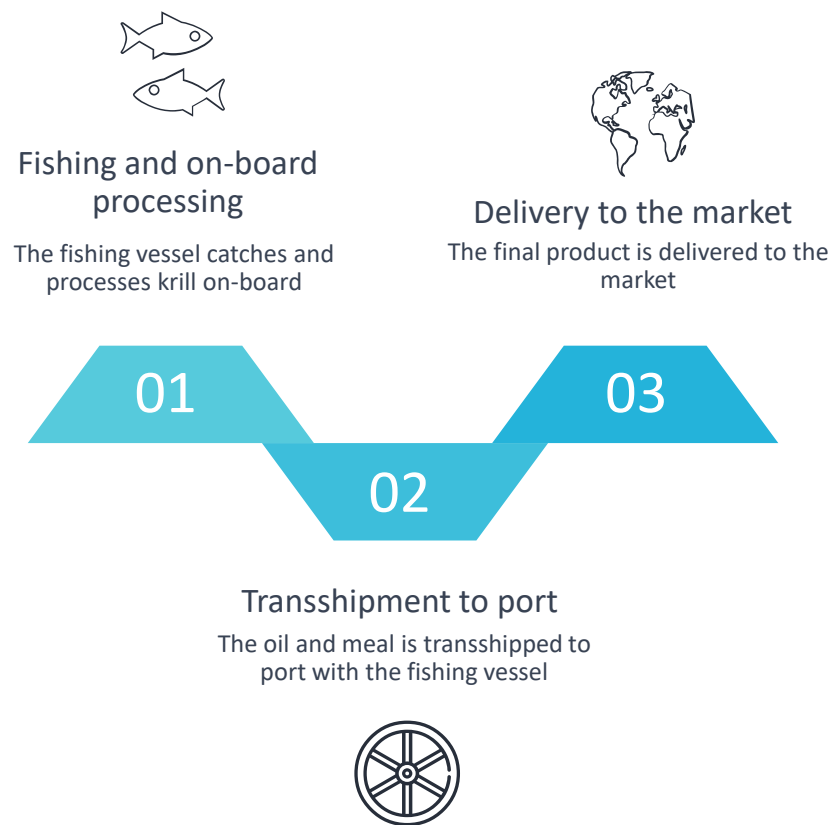 Fishing and on-board
processing
The fishing vessel catches and
processes krill on-board
Delivery to the market
The final product is delivered to the
market
01
03
02
Transshipment to port
The oil and meal is transshipped to
port with the fishing vessel